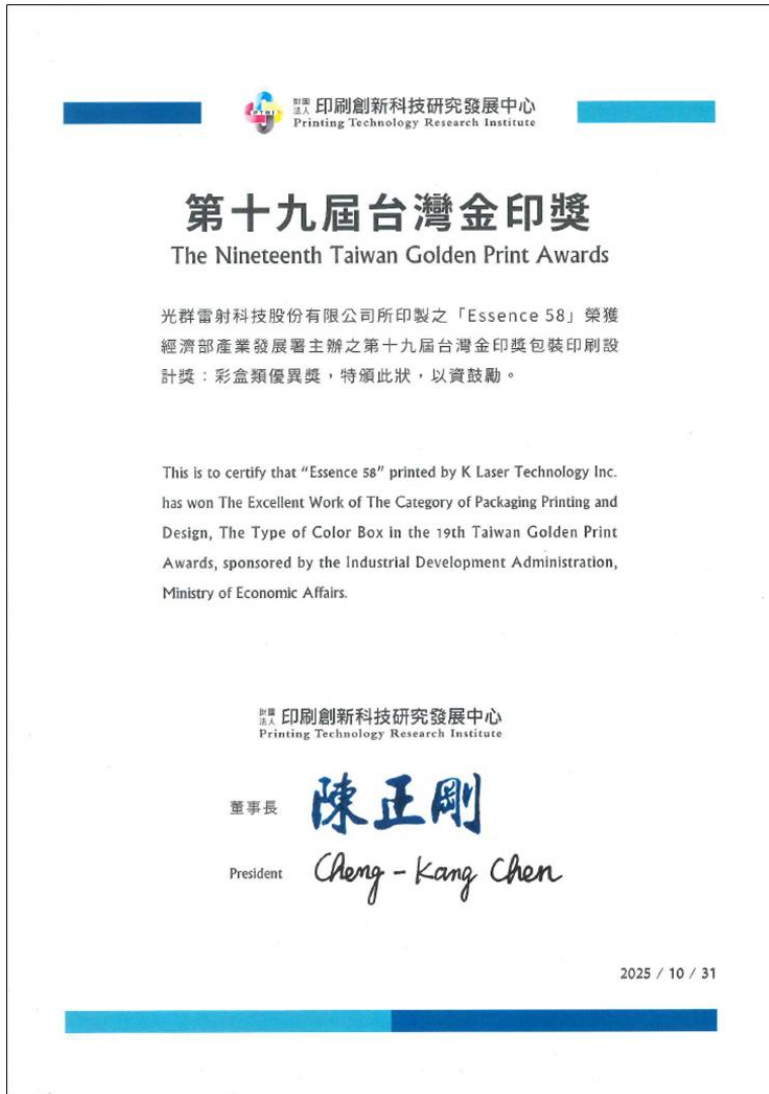 PTRI
財團法人 印刷創新科技研究發展中心
Printing Technology Research Institute
第十九屆台灣金印獎
The Nineteenth Taiwan Golden Print Awards
光群雷射科技股份有限公司所印製之「Essence 58」榮獲
經濟部產業發展署主辦之第十九屆台灣金印獎包裝印刷設
計獎：彩盒類優異獎，特頒此狀，以資鼓勵。
This is to certify that “Essence 58” printed by K Laser Technology Inc.
has won The Excellent Work of The Category of Packaging Printing and
Design, The Type of Color Box in the 19th Taiwan Golden Print
Awards, sponsored by the Industrial Development Administration,
Ministry of Economic Affairs.
財團法人 印刷創新科技研究發展中心
Printing Technology Research Institute
董事長 陳正剛
President Cheng-Kang Chen
2025 / 10 / 31